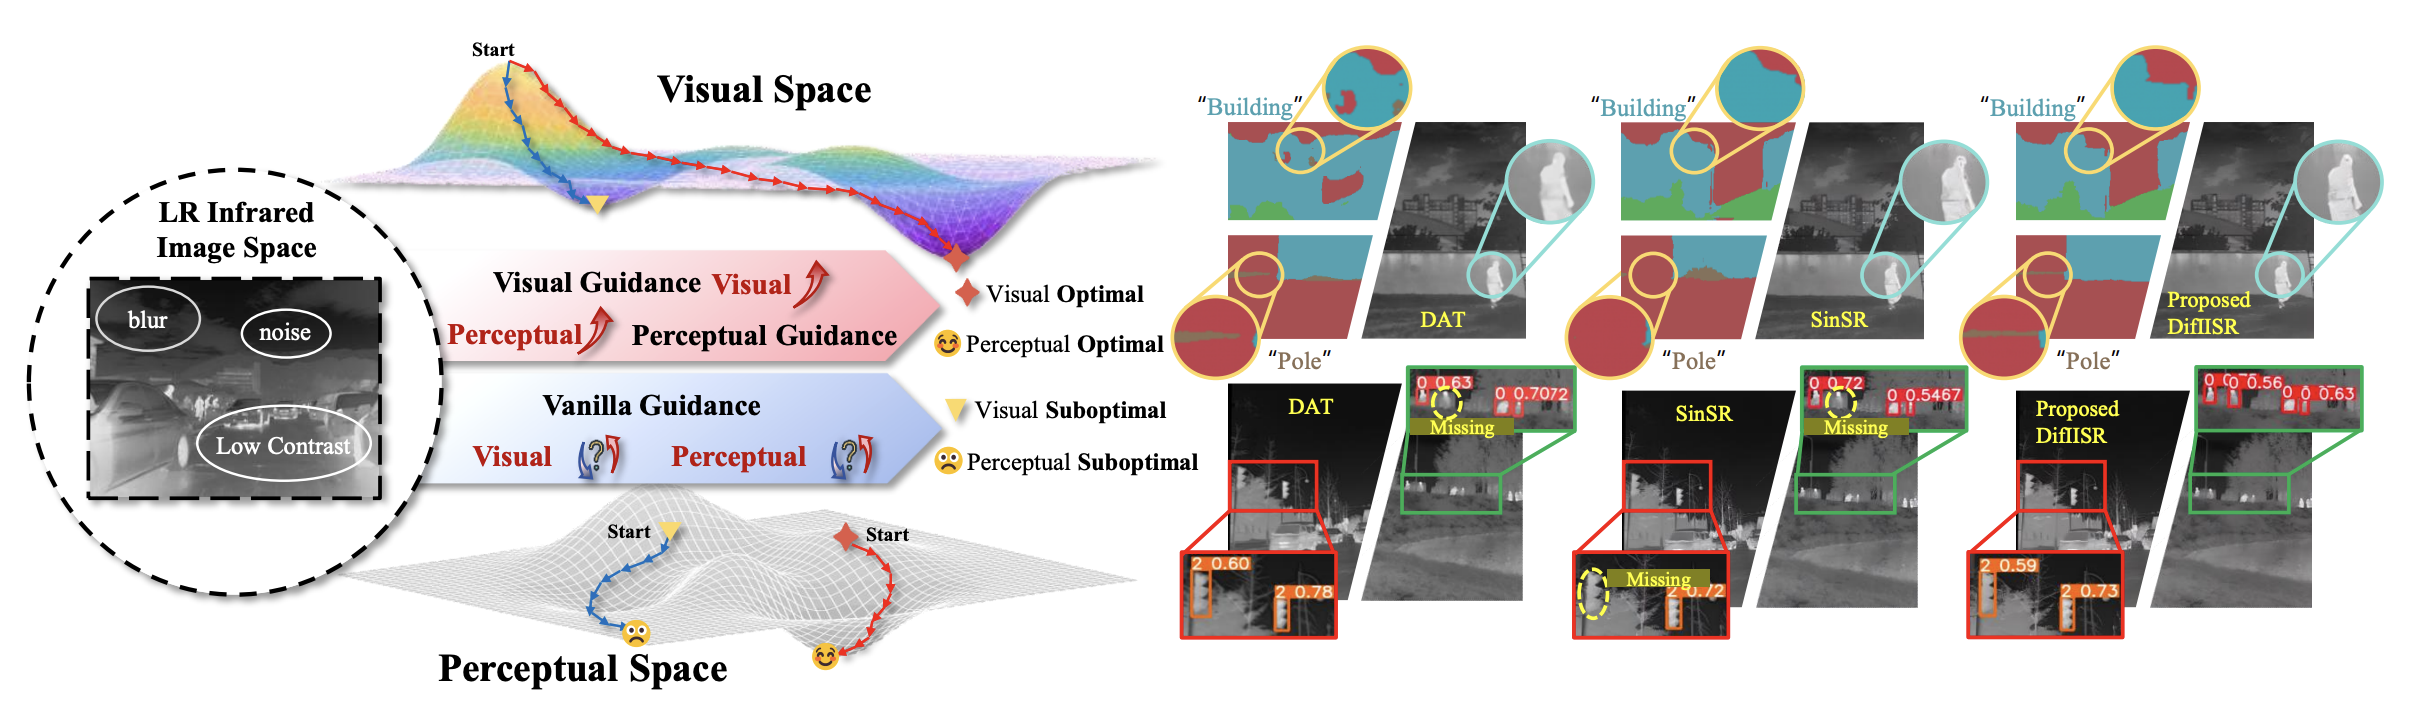 Start
Visual Space
LR Infrared
Image Space
blur
noise
Low Contrast
Visual Guidance Visual
Perceptual Perceptual Guidance
Vanilla Guidance
Visual ? Perceptual ?
Visual Optimal
Perceptual Optimal
Visual Suboptimal
Perceptual Suboptimal
Start
Start
Perceptual Space
"Building"
DAT
"Pole"
DAT
0 0.63
0 0.7072
Missing
2 0.60
2 0.78
"Building"
SinSR
"Pole"
SinSR
0 0.72
0 0.5467
Missing
Missing
2 0.72
"Building"
Proposed
DifIISR
"Pole"
Proposed
DifIISR
0.56
0 0.63
2 0.59
2 0.73